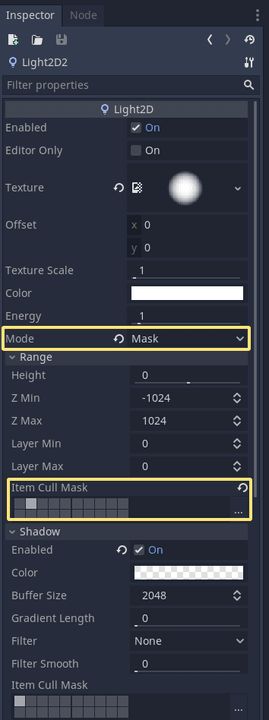 Inspector Node
Light2D2
Filter properties
Light2D
Enabled On
Editor Only On
Texture
Offset x 0
y 0
Texture Scale 1
Color
Energy 1
Mode Mask
Range
Height 0
Z Min -1024
Z Max 1024
Layer Min 0
Layer Max 0
Item Cull Mask
...
Shadow
Enabled On
Color
Buffer Size 2048
Gradient Length 0
Filter None
Filter Smooth 0
Item Cull Mask
...